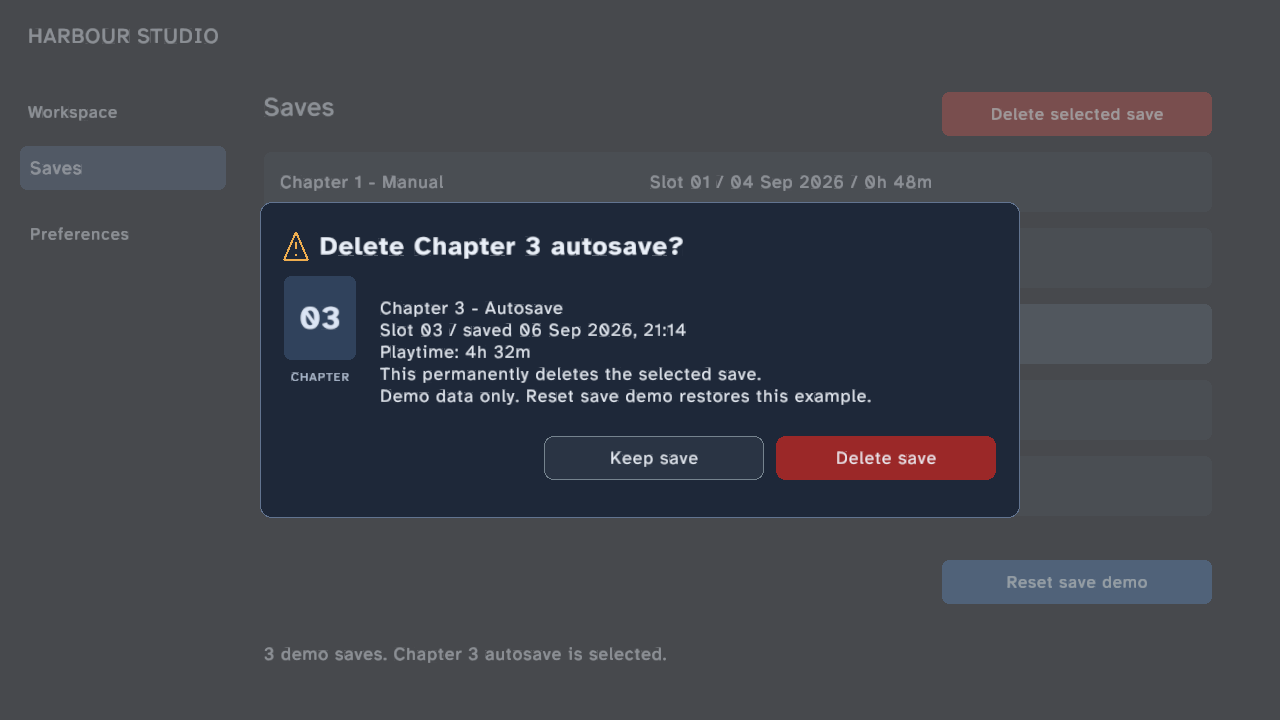 HARBOUR STUDIO
Workspace
Saves
Preferences
Saves
Delete selected save
Chapter 1 - Manual
Slot 01 / 04 Sep 2026 / 0h 48m
Delete Chapter 3 autosave?
03
CHAPTER
Chapter 3 - Autosave
Slot 03 / saved 06 Sep 2026, 21:14
Playtime: 4h 32m
This permanently deletes the selected save.
Demo data only. Reset save demo restores this example.
Keep save
Delete save
Reset save demo
3 demo saves. Chapter 3 autosave is selected.